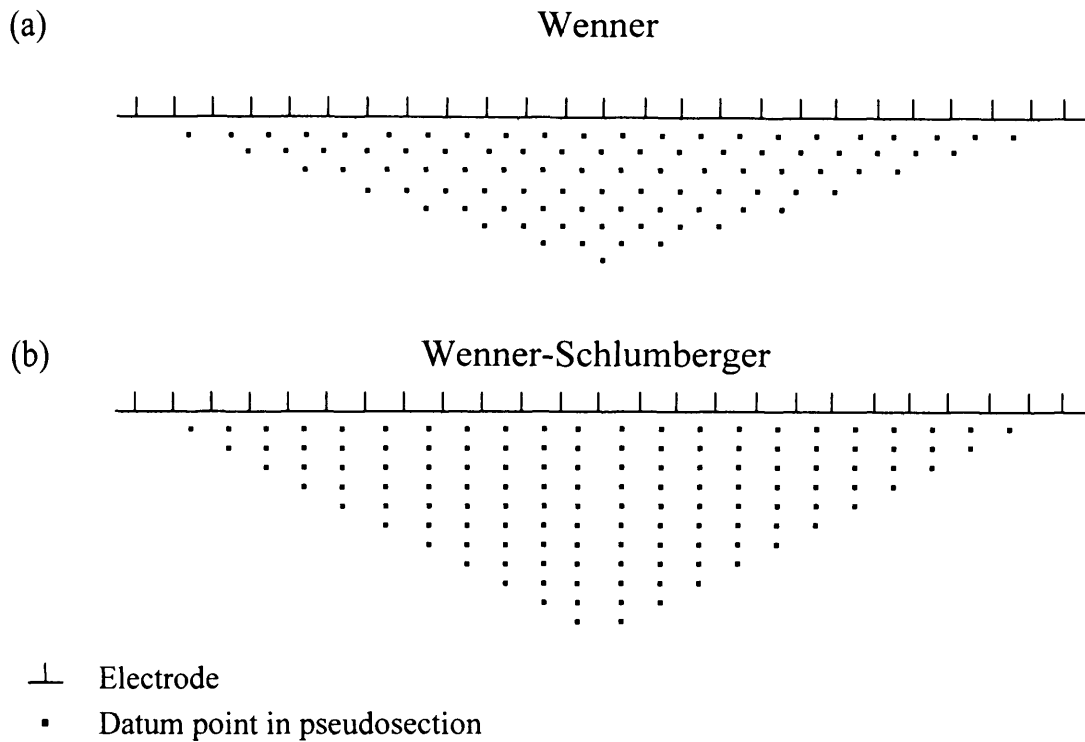 (a)
Wenner
(b)
Wenner-Schlumberger
Electrode
Datum point in pseudosection